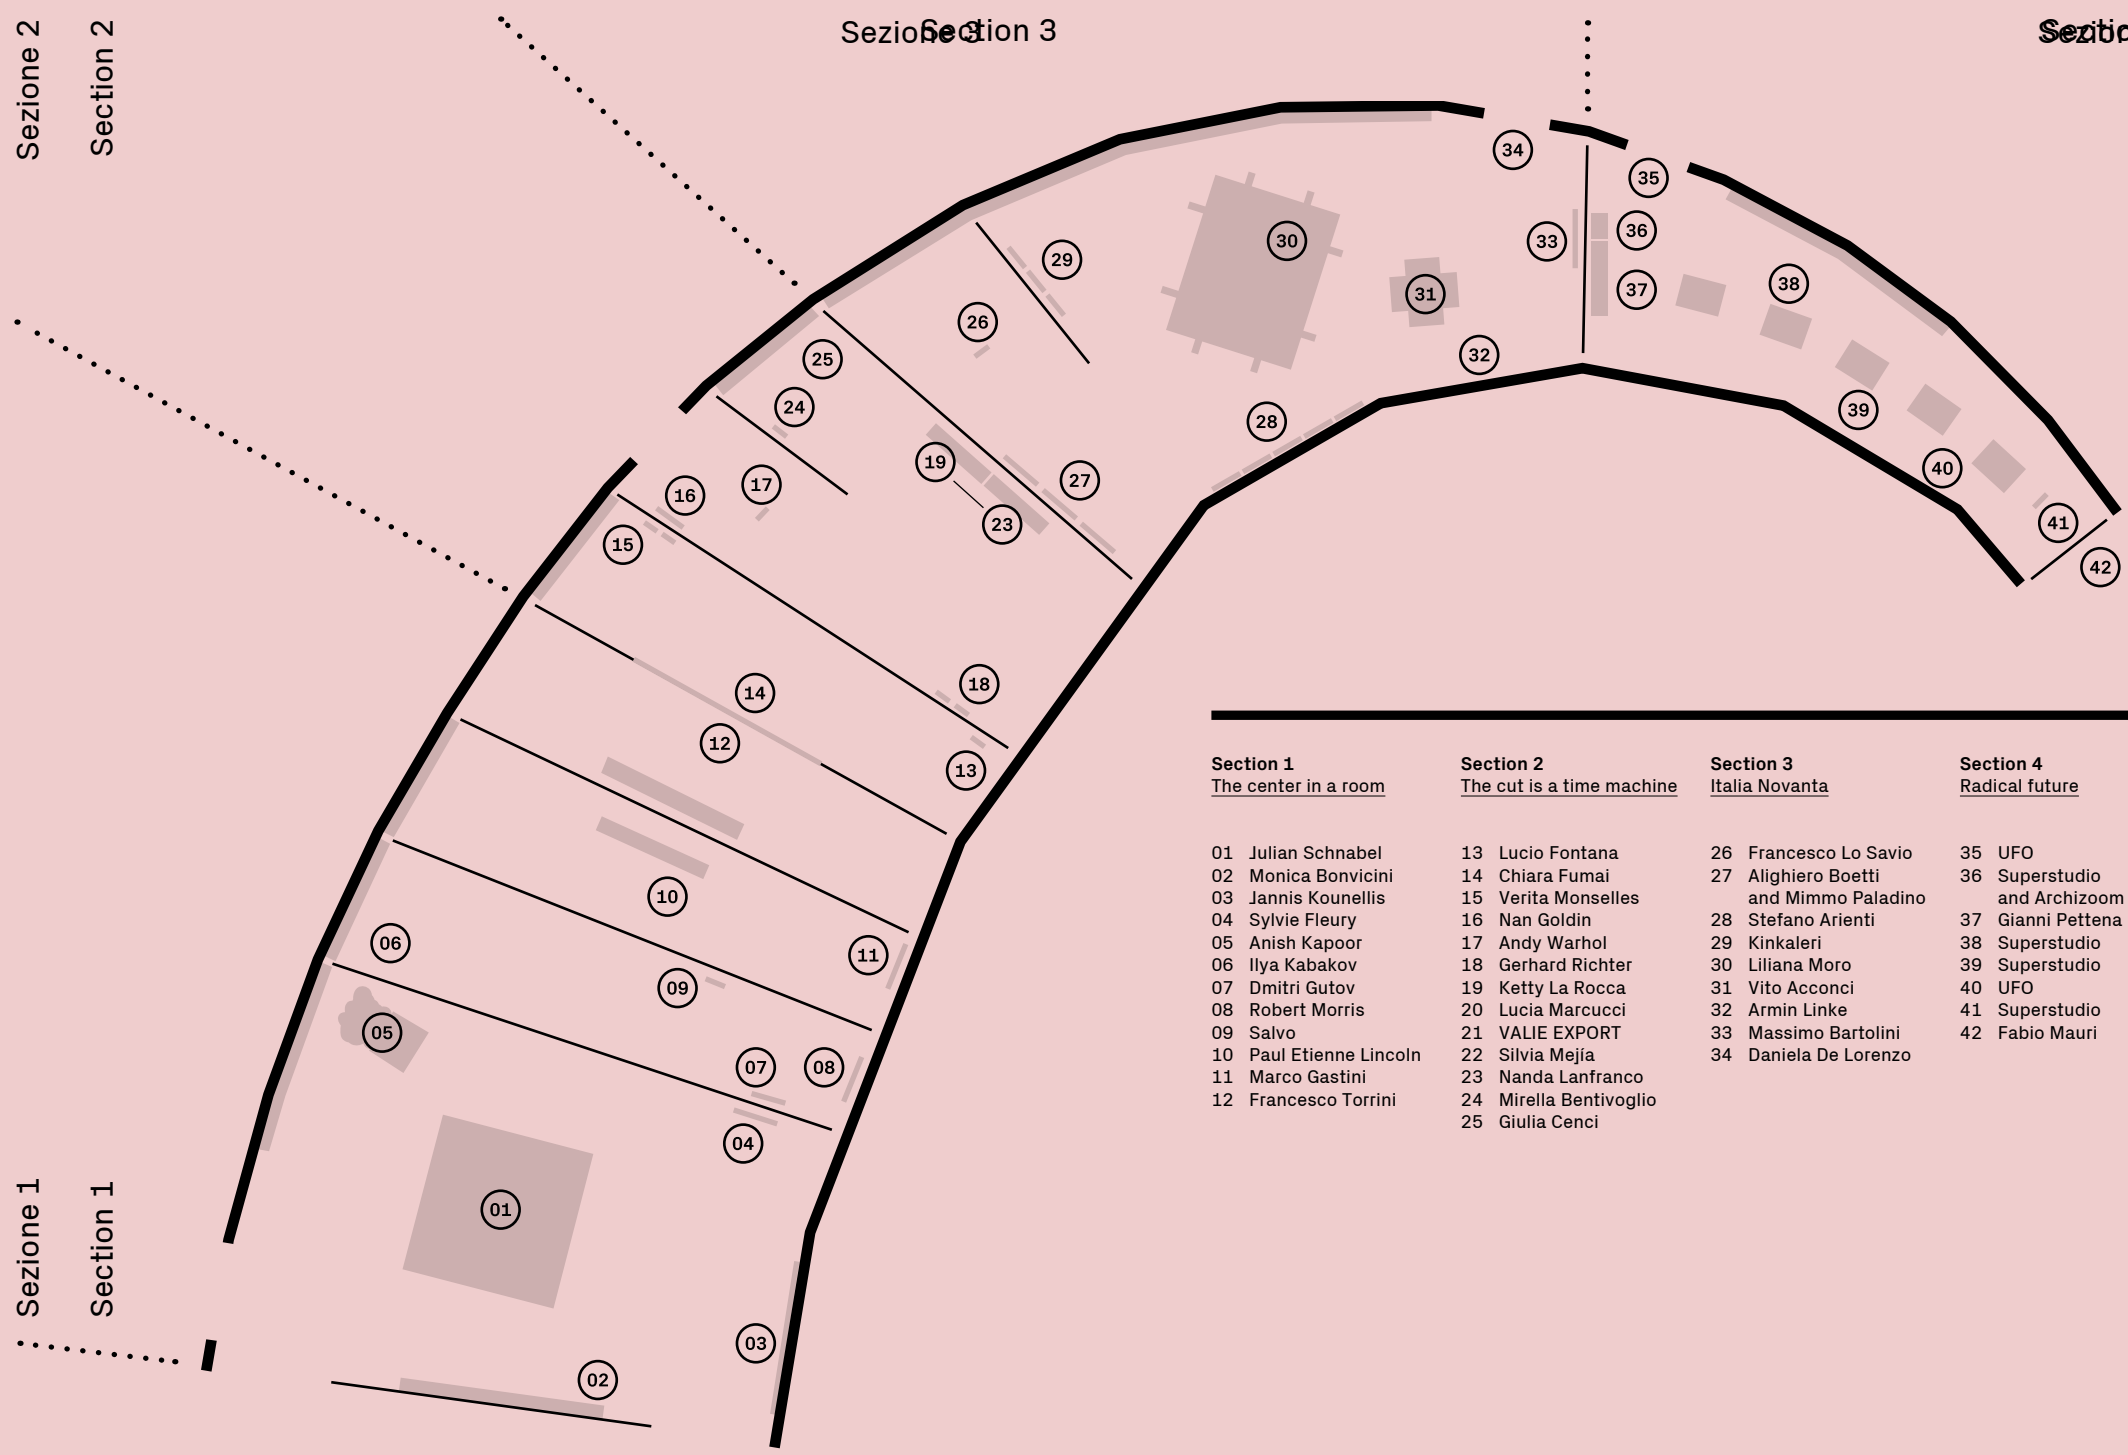 Sezione 2
Section 2
Sezione 3
Section 3
34
35
30
33
36
29
31
37
38
26
32
25
24
28
39
19
27
40
17
16
23
41
15
42
18
14
12
13
10
11
06
09
05
07
08
04
01
03
02
Sezione 1
Section 1
Section 1
The center in a room
01 Julian Schnabel
02 Monica Bonvicini
03 Jannis Kounellis
04 Sylvie Fleury
05 Anish Kapoor
06 Ilya Kabakov
07 Dmitri Gutov
08 Robert Morris
09 Salvo
10 Paul Etienne Lincoln
11 Marco Gastini
12 Francesco Torrini
Section 2
The cut is a time machine
13 Lucio Fontana
14 Chiara Fumai
15 Verita Monselles
16 Nan Goldin
17 Andy Warhol
18 Gerhard Richter
19 Ketty La Rocca
20 Lucia Marcucci
21 VALIE EXPORT
22 Silvia Mejía
23 Nanda Lanfranco
24 Mirella Bentivoglio
25 Giulia Cenci
Section 3
Italia Novanta
26 Francesco Lo Savio
27 Alighiero Boetti
and Mimmo Paladino
28 Stefano Arienti
29 Kinkaleri
30 Liliana Moro
31 Vito Acconci
32 Armin Linke
33 Massimo Bartolini
34 Daniela De Lorenzo
Section 4
Radical future
35 UFO
36 Superstudio
and Archizoom
37 Gianni Pettena
38 Superstudio
39 Superstudio
40 UFO
41 Superstudio
42 Fabio Mauri